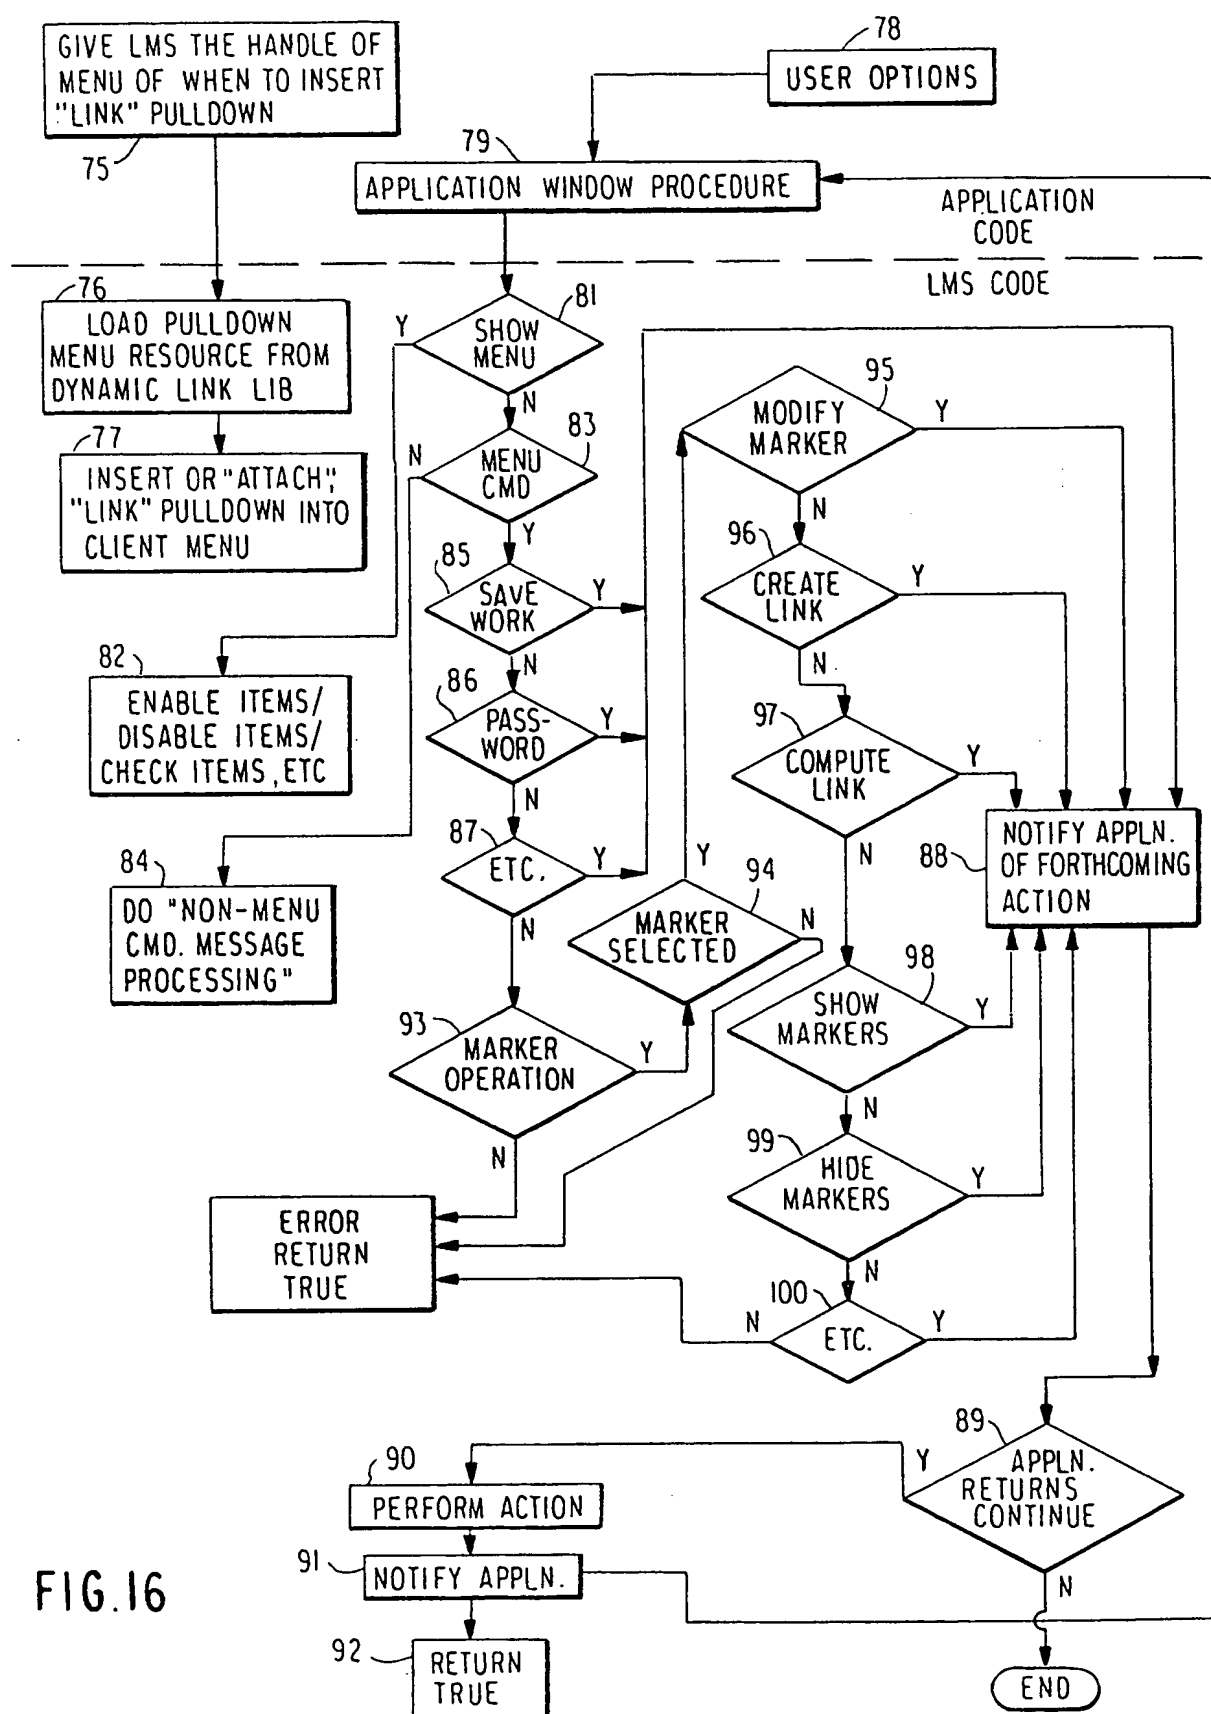 GIVE LMS THE HANDLE OF
MENU OF WHEN TO INSERT
"LINK" PULLDOWN
75
78
USER OPTIONS
79
APPLICATION WINDOW PROCEDURE
APPLICATION
CODE
LMS CODE
76
LOAD PULLDOWN
MENU RESOURCE FROM
DYNAMIC LINK LIB
77
INSERT OR "ATTACH",
"LINK" PULLDOWN INTO
CLIENT MENU
81
Y
SHOW
MENU
N
83
N
MENU
CMD
Y
85
SAVE
WORK
Y
N
82
ENABLE ITEMS/
DISABLE ITEMS/
CHECK ITEMS, ETC
86
PASS-
WORD
Y
N
84
DO "NON-MENU
CMD. MESSAGE
PROCESSING"
87
ETC.
Y
N
93
MARKER
OPERATION
Y
N
Y
94
MARKER
SELECTED
N
95
MODIFY
MARKER
Y
N
96
CREATE
LINK
Y
N
97
COMPUTE
LINK
Y
N
88
NOTIFY APPLN.
OF FORTHCOMING
ACTION
98
SHOW
MARKERS
Y
N
99
HIDE
MARKERS
Y
N
100
N
ETC.
Y
ERROR
RETURN
TRUE
89
Y
APPLN.
RETURNS
CONTINUE
N
90
PERFORM ACTION
91
NOTIFY APPLN.
92
RETURN
TRUE
END
FIG.16